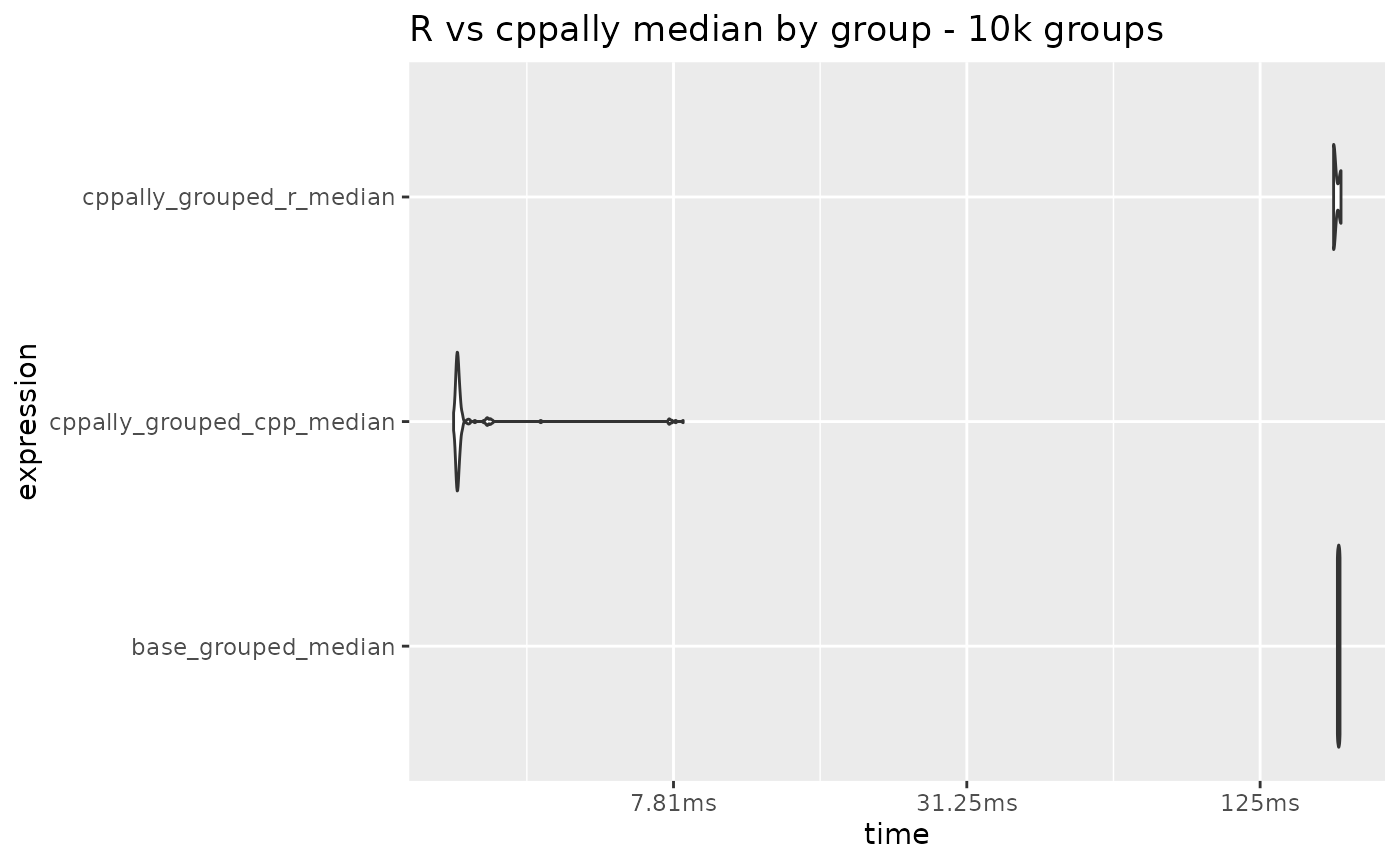 R vs cppally median by group - 10k groups
expression
cppally_grouped_r_median
cppally_grouped_cpp_median
base_grouped_median
7.81ms
31.25ms
125ms
time